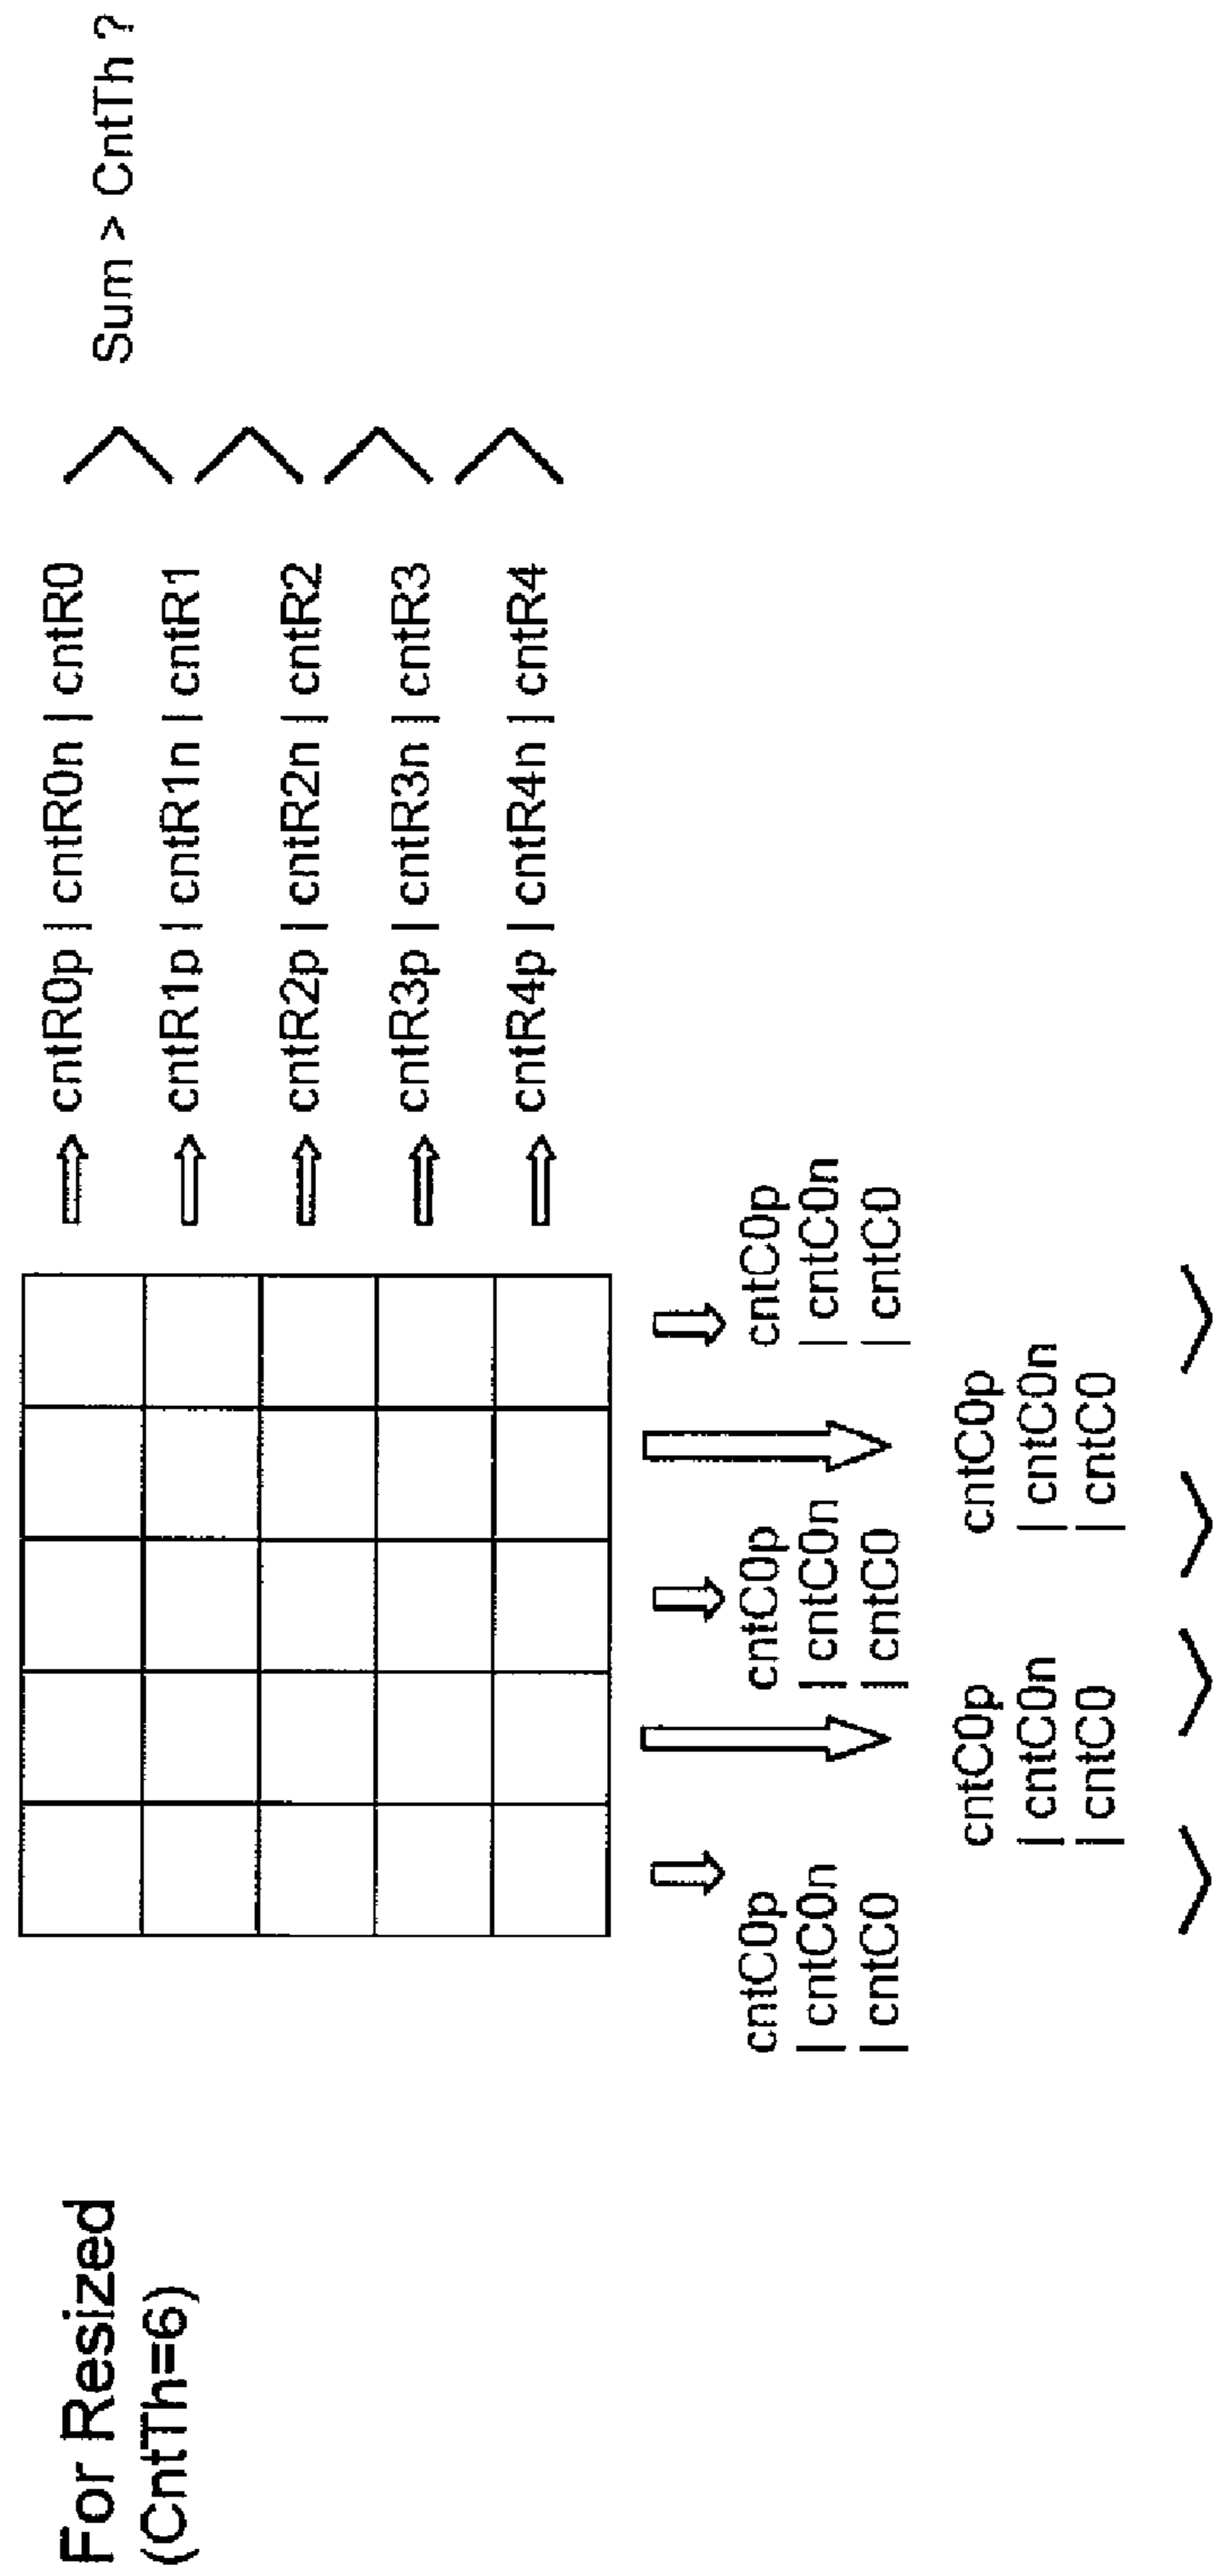 For Resized
(CntTh=6)
cntR0p | cntR0n | cntR0
cntR1p | cntR1n | cntR1
cntR2p | cntR2n | cntR2
cntR3p | cntR3n | cntR3
cntR4p | cntR4n | cntR4
Sum > CntTh ?
cntC0p
| cntC0n
| cntC0
cntC0p
| cntC0n
| cntC0
cntC0p
| cntC0n
| cntC0
cntC0p
| cntC0n
| cntC0
cntC0p
| cntC0n
| cntC0